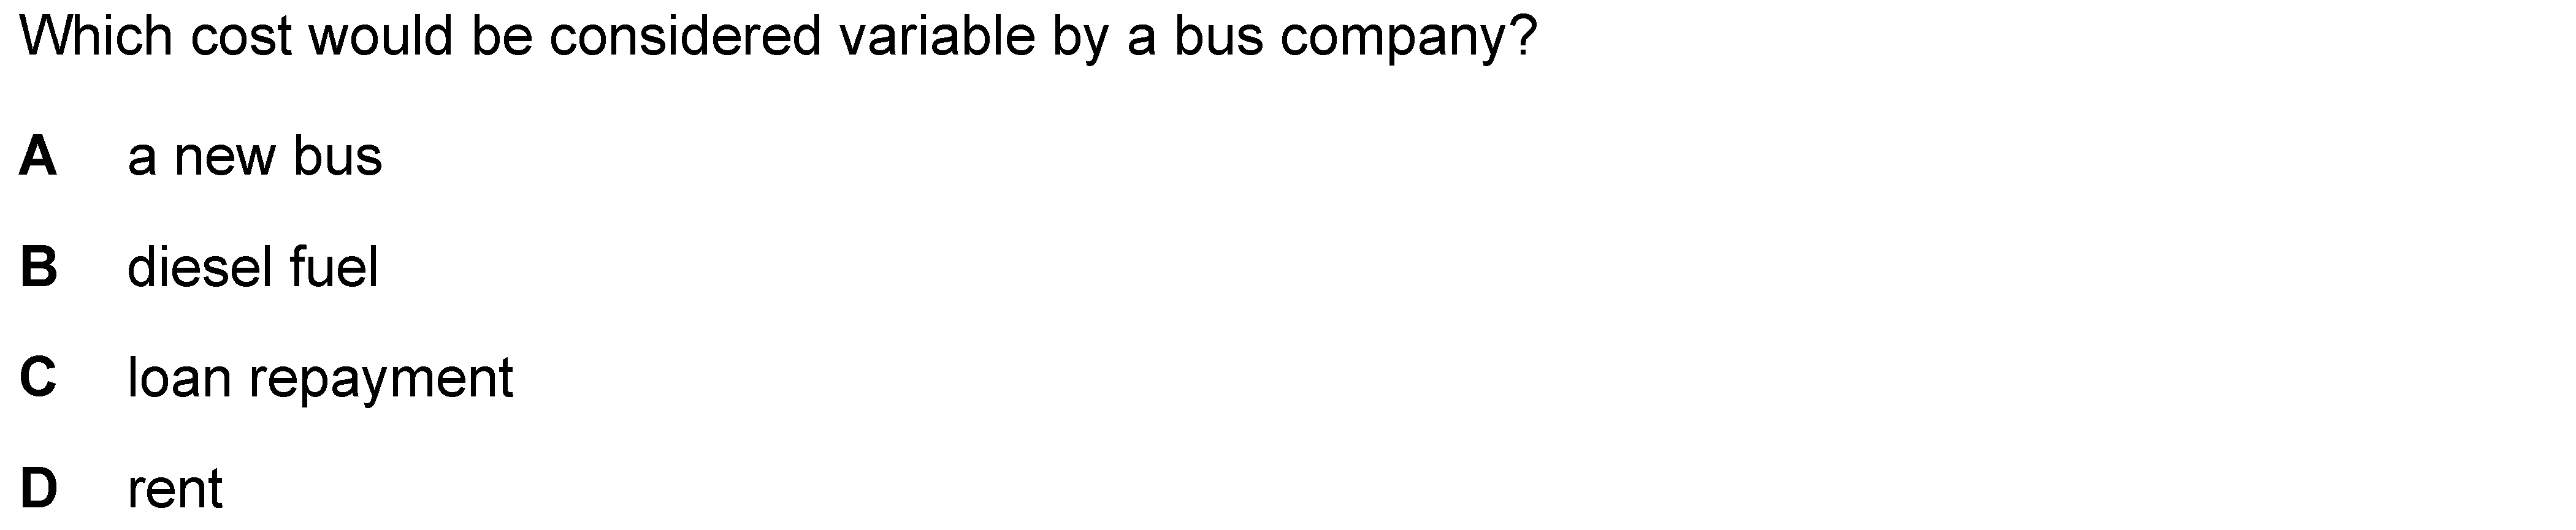 Which cost would be considered variable by a bus company?
A a new bus
B diesel fuel
C loan repayment
D rent